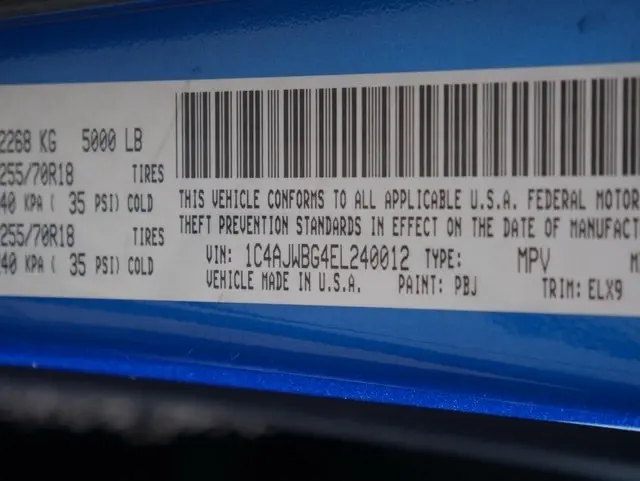 2268 KG 5000 LB
255/70R18 TIRES
40 KPA ( 35 PSI) COLD
255/70R18 TIRES
40 KPA ( 35 PSI) COLD
THIS VEHICLE CONFORMS TO ALL APPLICABLE U.S.A. FEDERAL MOTOR
THEFT PREVENTION STANDARDS IN EFFECT ON THE DATE OF MANUFACT
VIN: 1C4AJWBG4EL240012 TYPE: MPV
VEHICLE MADE IN U.S.A. PAINT: PBJ TRIM: ELX9